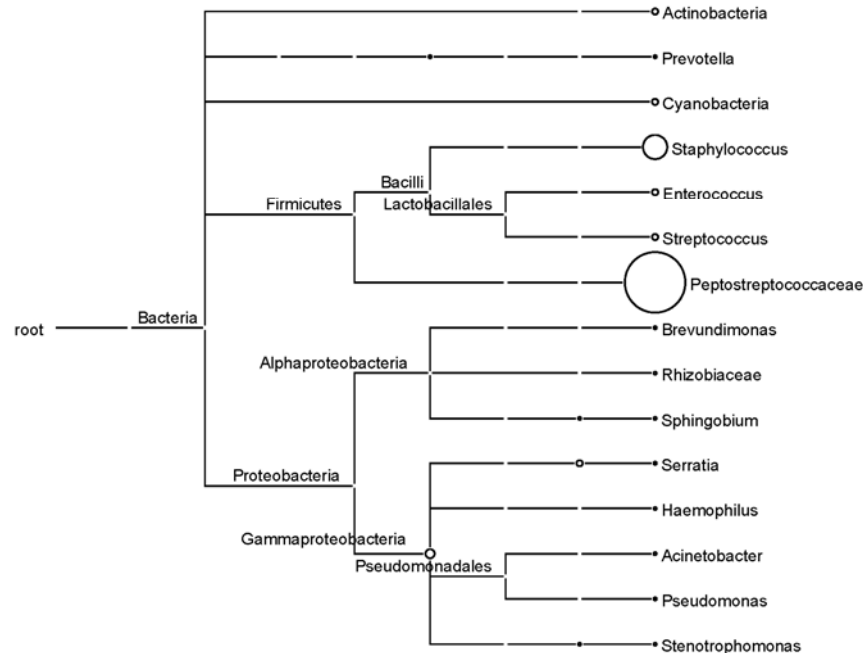 Actinobacteria
Prevotella
Cyanobacteria
Staphylococcus
Bacilli
Enterococcus
Firmicutes
Lactobacillales
Streptococcus
Peptostreptococcaceae
Bacteria
root
Brevundimonas
Alphaproteobacteria
Rhizobiaceae
Sphingobium
Serratia
Proteobacteria
Haemophilus
Gammaproteobacteria
Acinetobacter
Pseudomonadales
Pseudomonas
Stenotrophomonas